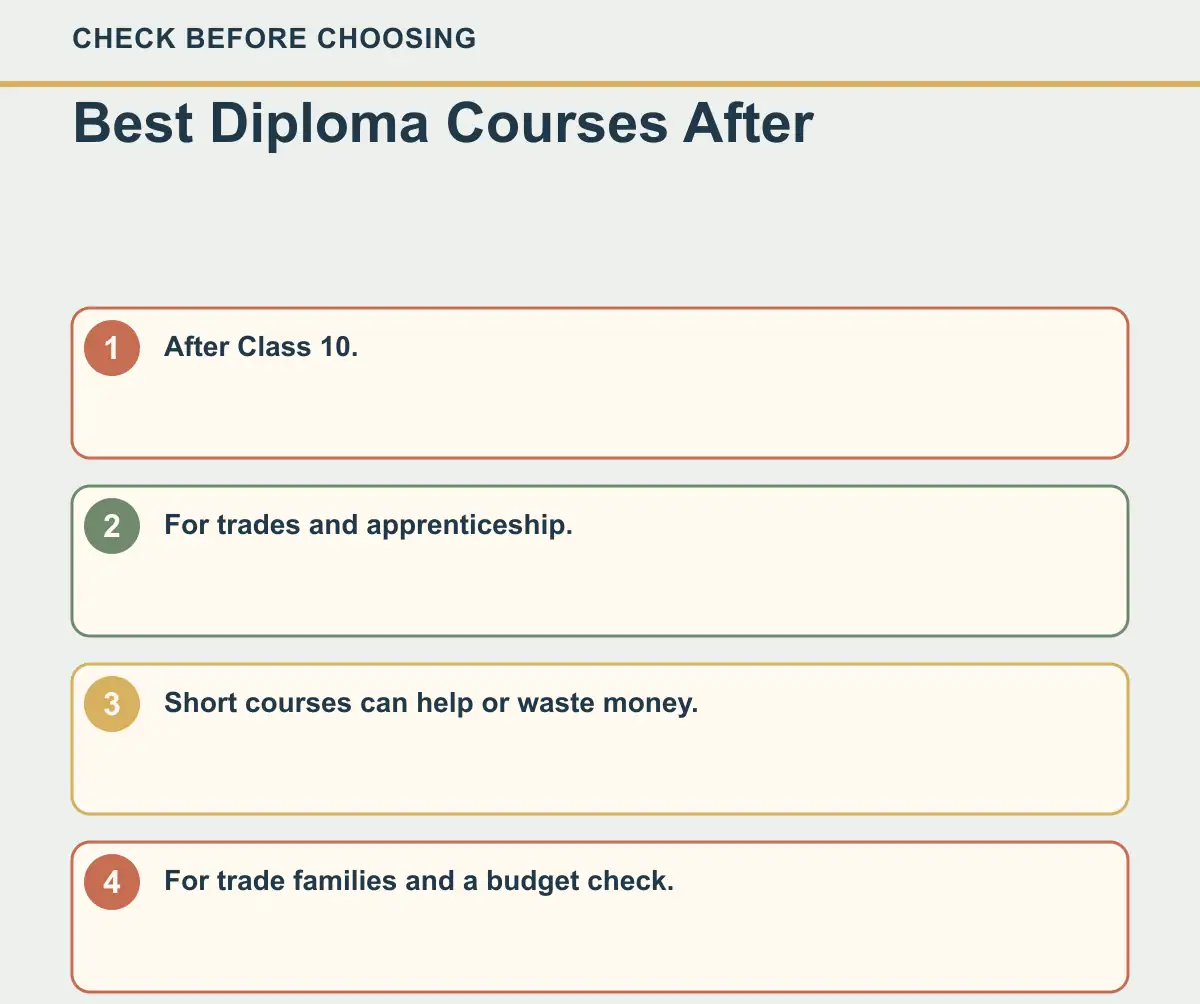 CHECK BEFORE CHOOSING
Best Diploma Courses After
1 After Class 10.
2 For trades and apprenticeship.
3 Short courses can help or waste money.
4 For trade families and a budget check.